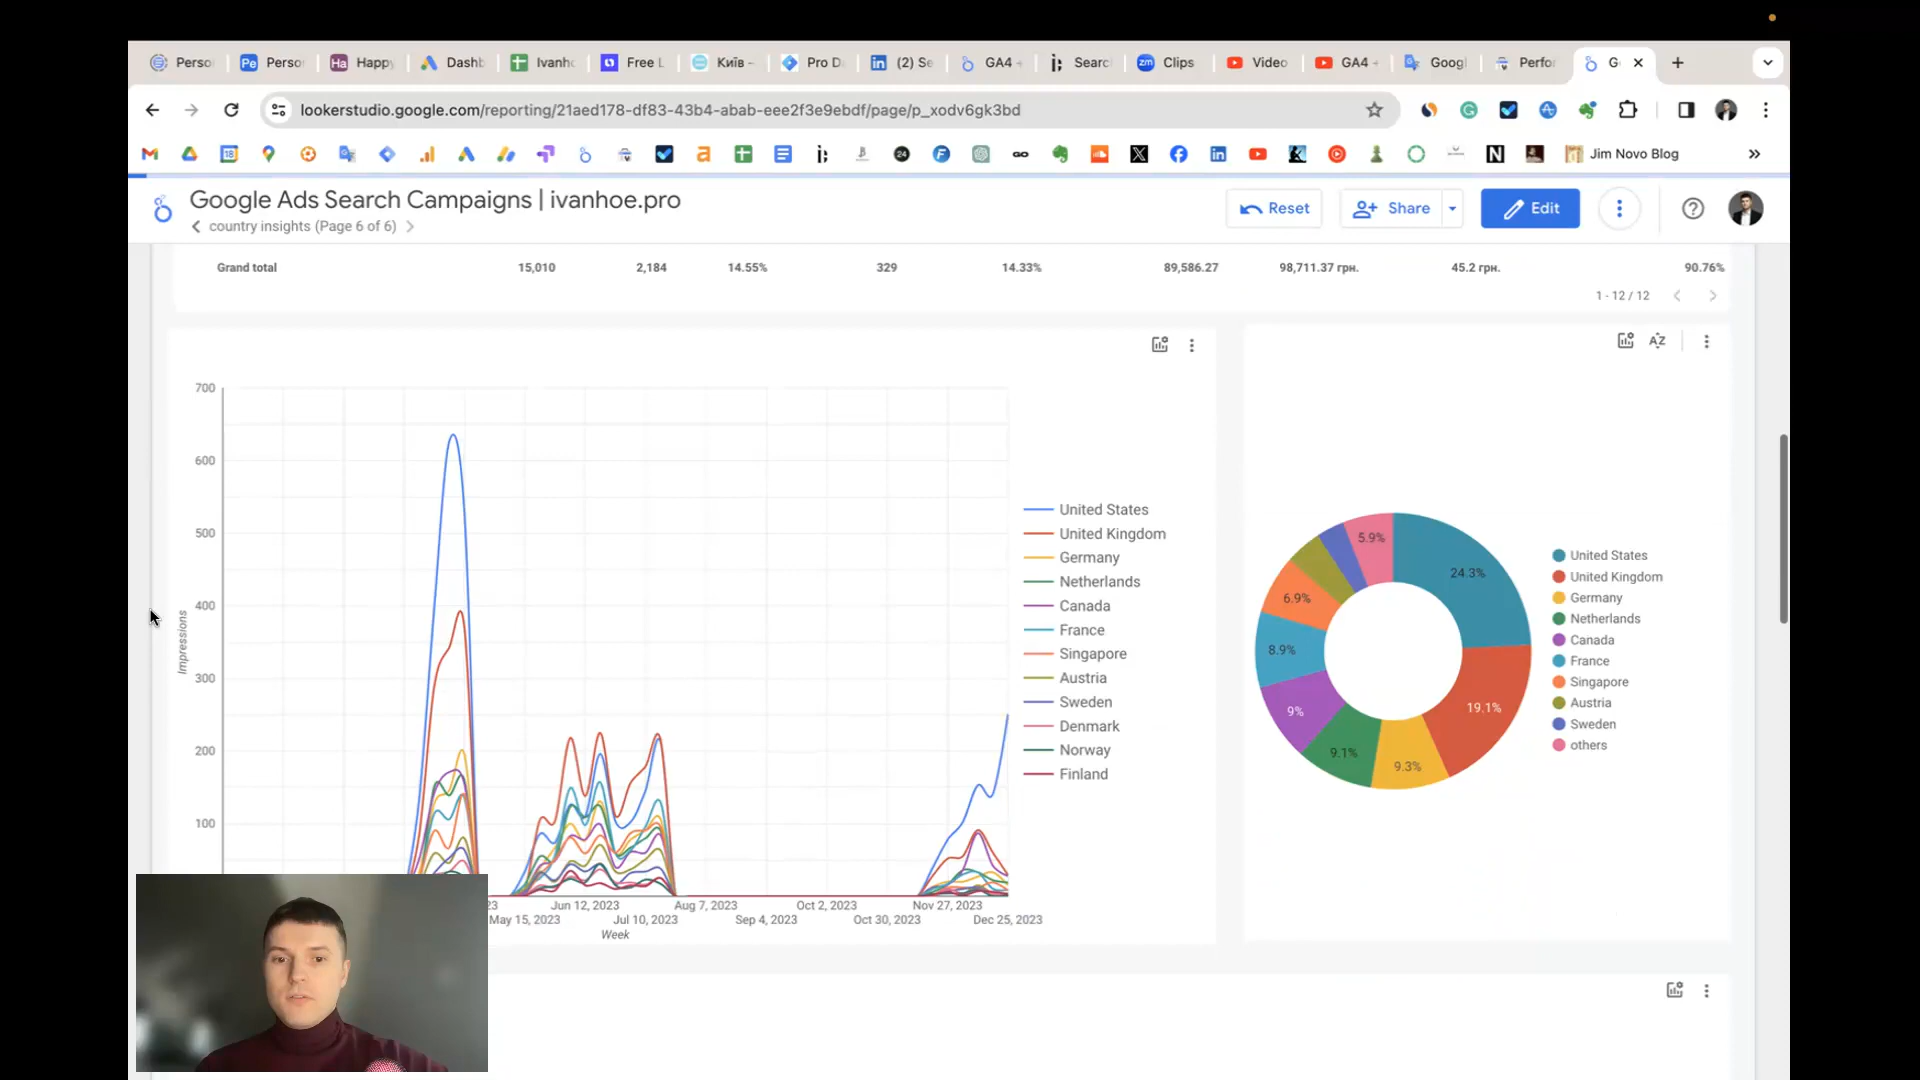 Perso
Perso
Happy
Dashb
Ivanho
Free L
Київ -
Pro D
(2) Se
GA4 -
Searc
Clips
Video
GA4 -
Googl
Perfor
G
lookerstudio.google.com/reporting/21aed178-df83-43b4-abab-eee2f3e9ebdf/page/p_xodv6gk3bd
Jim Novo Blog
Google Ads Search Campaigns | ivanhoe.pro
country insights (Page 6 of 6)
Reset
Share
Edit
Grand total 15,010 2,184 14.55% 329 14.33% 89,586.27 98,711.37 грн. 45.2 грн. 90.76%
1 - 12 / 12
700
600
500
400
300
200
100
Impressions
23
May 15, 2023
Jun 12, 2023
Jul 10, 2023
Aug 7, 2023
Sep 4, 2023
Oct 2, 2023
Oct 30, 2023
Nov 27, 2023
Dec 25, 2023
Week
United States
United Kingdom
Germany
Netherlands
Canada
France
Singapore
Austria
Sweden
Denmark
Norway
Finland
24.3%
19.1%
9.3%
9.1%
9%
8.9%
6.9%
5.9%
United States
United Kingdom
Germany
Netherlands
Canada
France
Singapore
Austria
Sweden
others